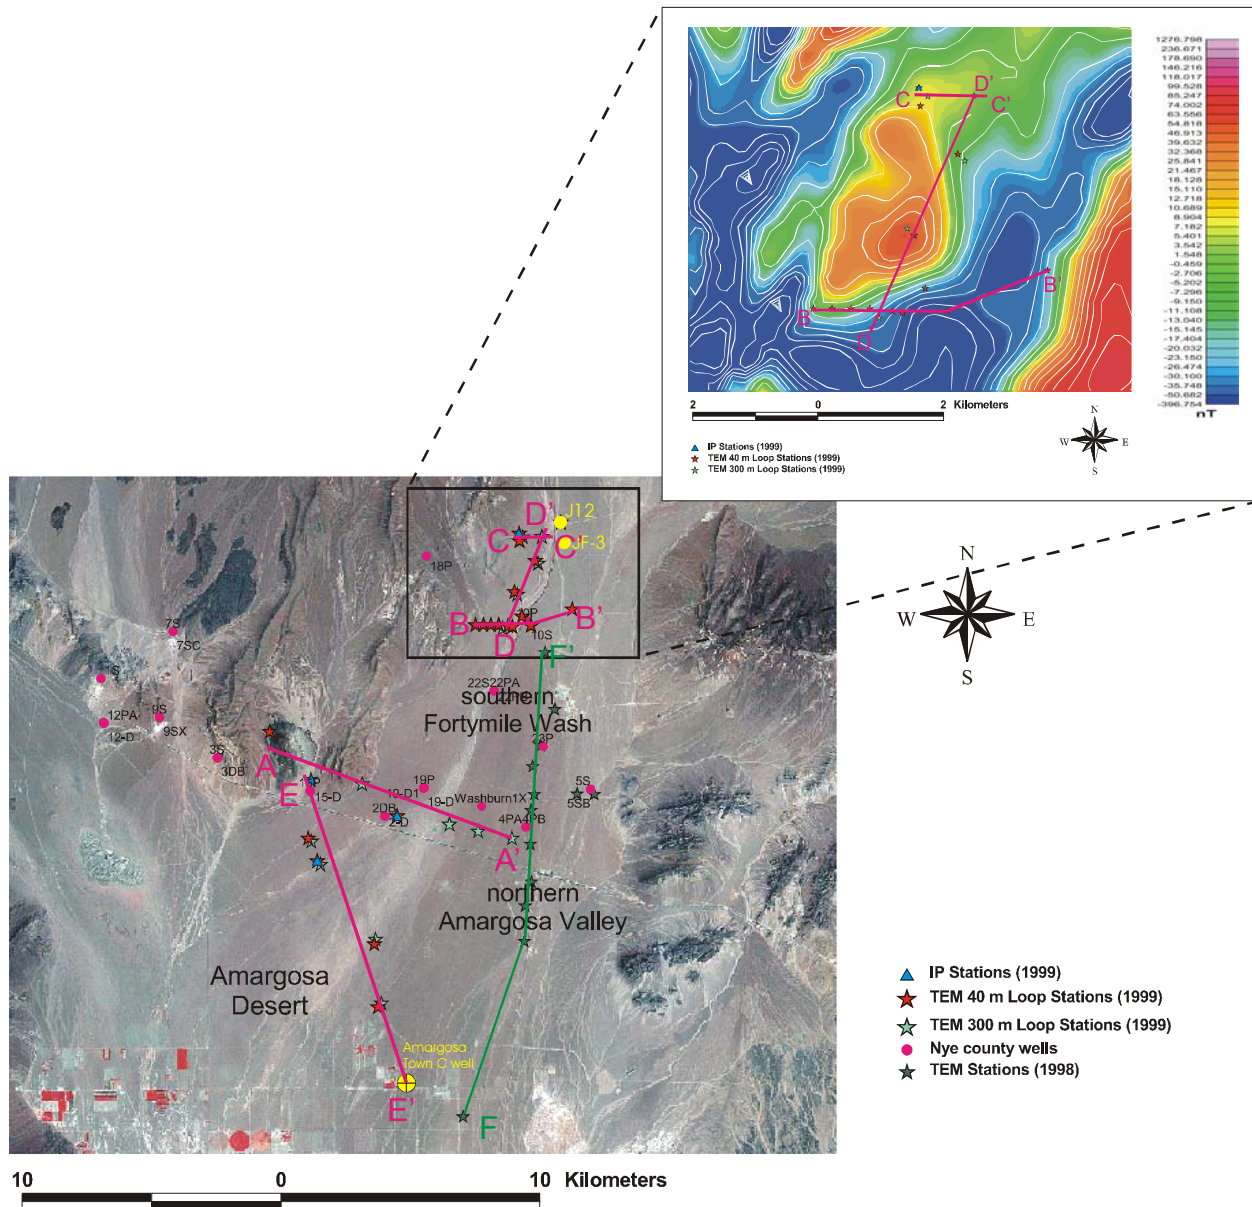 1276.798
236.671
178.690
146.216
118.017
99.528
85.247
74.002
63.556
54.818
46.913
39.632
32.368
25.841
21.467
18.128
15.110
12.718
10.689
8.904
7.182
5.401
3.542
1.548
-0.459
-2.706
-5.202
-7.296
-9.150
-11.108
-13.040
-15.145
-17.404
-20.032
-23.150
-26.474
-30.100
-35.748
-50.682
-396.754
nT
D'
C
C'
B'
B
D
2 0 2 Kilometers
N
W E
S
IP Stations (1999)
TEM 40 m Loop Stations (1999)
TEM 300 m Loop Stations (1999)
J12
D'
C
C'
JF-3
18P
B
B'
D
10S
F'
7S
7SC
1S
12PA
12-D
9S
9SX
3S
3DB
22S22PA
southern
Fortymile Wash
23P
A
E
15-D
19P
19-D
2DB
Washburn1X
4PA4PB
5S
5SB
A'
northern
Amargosa Valley
Amargosa
Desert
Amargosa
Town C well
E'
F
N
W E
S
IP Stations (1999)
TEM 40 m Loop Stations (1999)
TEM 300 m Loop Stations (1999)
Nye county wells
TEM Stations (1998)
10 0 10 Kilometers